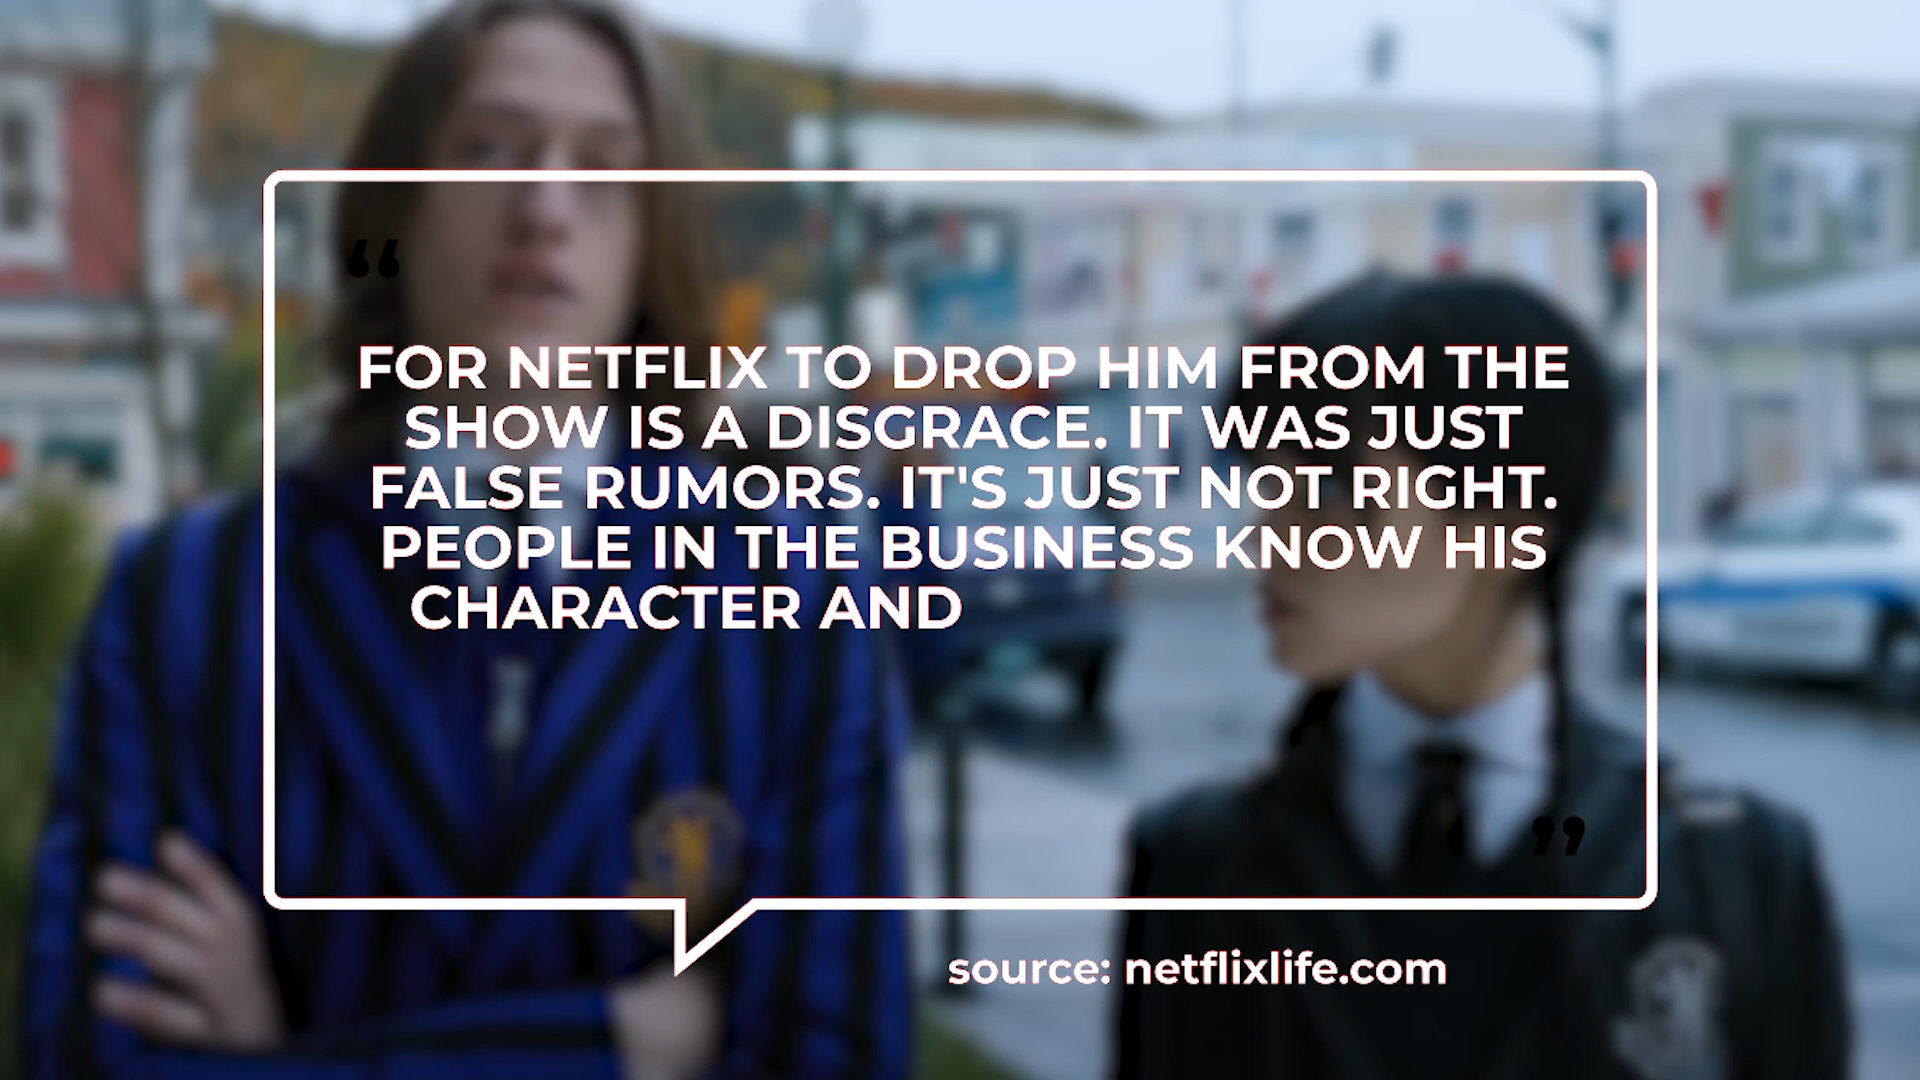 “
FOR NETFLIX TO DROP HIM FROM THE
SHOW IS A DISGRACE. IT WAS JUST
FALSE RUMORS. IT'S JUST NOT RIGHT.
PEOPLE IN THE BUSINESS KNOW HIS
CHARACTER AND
”
source: netflixlife.com